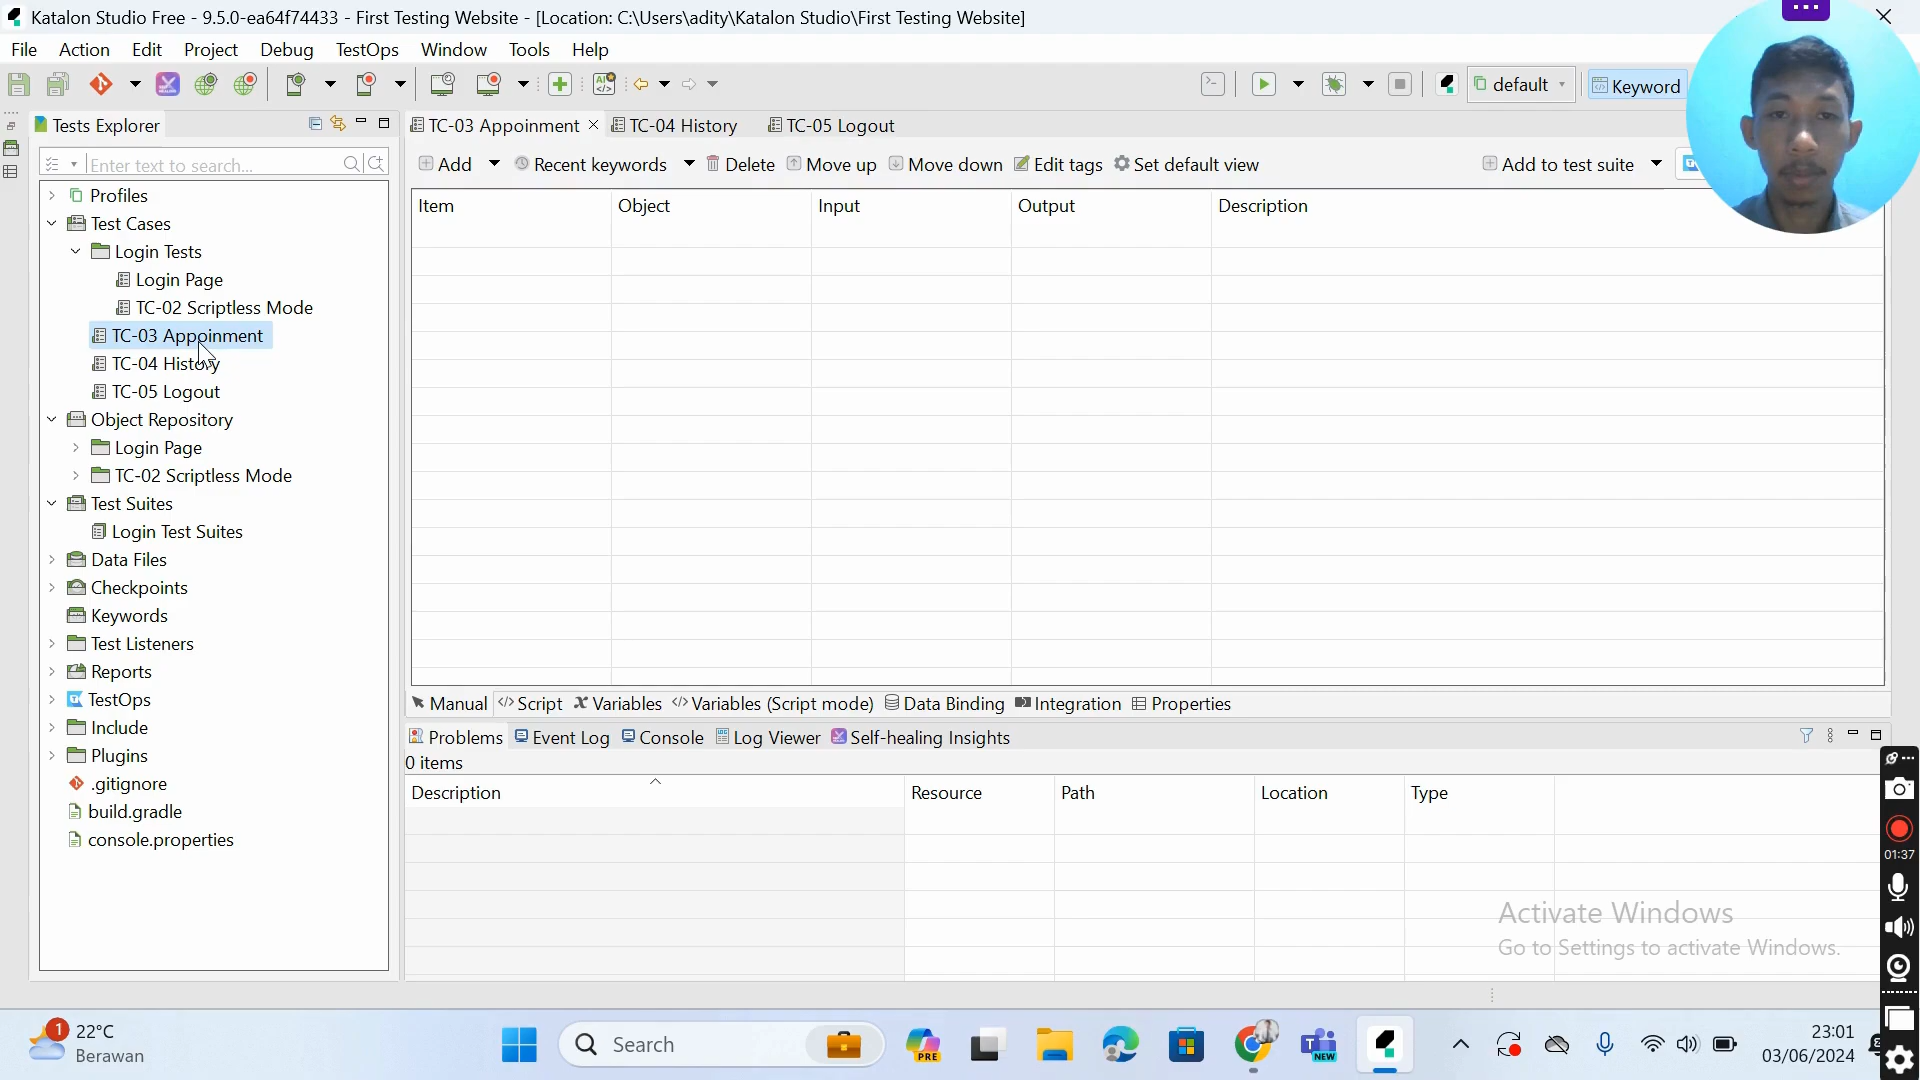 Katalon Studio Free - 9.5.0-ea64f74433 - First Testing Website - [Location: C:\Users\adity\Katalon Studio\First Testing Website]
File Action Edit Project Debug TestOps Window Tools Help
default Keyword
Tests Explorer
Enter text to search...
Profiles
Test Cases
Login Tests
Login Page
TC-02 Scriptless Mode
TC-03 Appoinment
TC-04 History
TC-05 Logout
Object Repository
Login Page
TC-02 Scriptless Mode
Test Suites
Login Test Suites
Data Files
Checkpoints
Keywords
Test Listeners
Reports
TestOps
Include
Plugins
.gitignore
build.gradle
console.properties
TC-03 Appoinment TC-04 History TC-05 Logout
Add Recent keywords Delete Move up Move down Edit tags Set default view Add to test suite
Item Object Input Output Description
Manual Script Variables Variables (Script mode) Data Binding Integration Properties
Problems Event Log Console Log Viewer Self-healing Insights
0 items
Description Resource Path Location Type
Activate Windows
Go to Settings to activate Windows.
01:37
1 22°C
Berawan
Search
PRE
NEW
23:01
03/06/2024